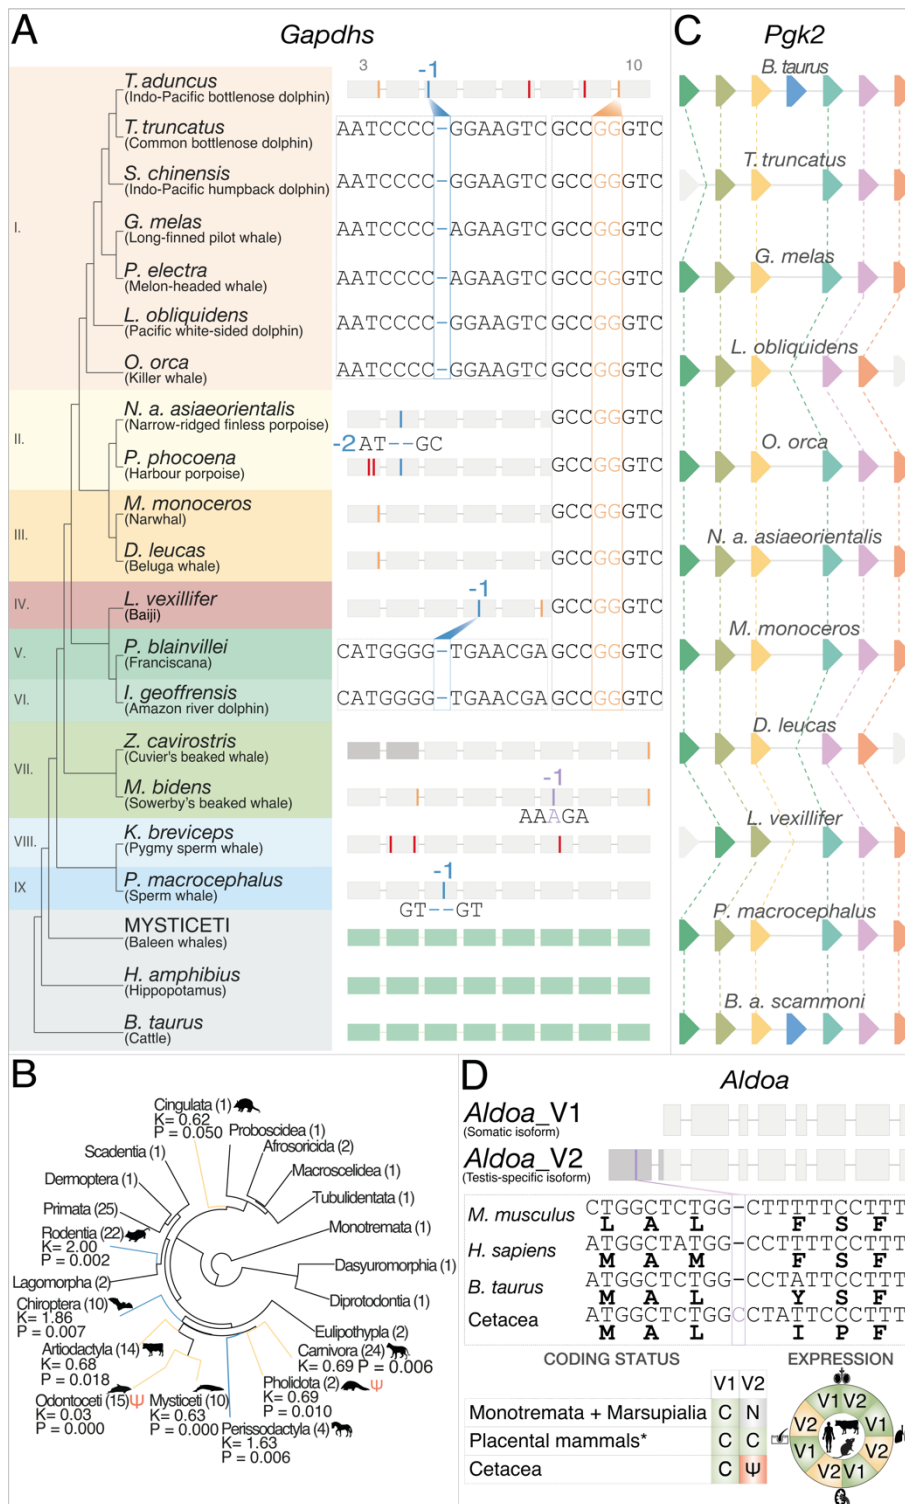 A
Gapdhs
3
-1
10
I.
T. aduncus
(Indo-Pacific bottlenose dolphin)
T. truncatus
(Common bottlenose dolphin)
AATCCCC-GGAAGTC GCCGGGTC
S. chinensis
(Indo-Pacific humpback dolphin)
AATCCCC-GGAAGTC GCCGGGTC
G. melas
(Long-finned pilot whale)
AATCCCC-AGAAGTC GCCGGGTC
P. electra
(Melon-headed whale)
AATCCCC-AGAAGTC GCCGGGTC
L. obliquidens
(Pacific white-sided dolphin)
AATCCCC-GGAAGTC GCCGGGTC
O. orca
(Killer whale)
AATCCCC-GGAAGTC GCCGGGTC
II.
N. a. asiaeorientalis
(Narrow-ridged finless porpoise)
GCCGGGTC
-2 AT--GC
P. phocoena
(Harbour porpoise)
GCCGGGTC
III.
M. monoceros
(Narwhal)
GCCGGGTC
D. leucas
(Beluga whale)
GCCGGGTC
IV.
L. vexillifer
(Baiji)
-1
GCCGGGTC
V.
P. blainvillei
(Franciscana)
CATGGGG-TGAACGA GCCGGGTC
VI.
I. geoffrensis
(Amazon river dolphin)
CATGGGG-TGAACGA GCCGGGTC
VII.
Z. cavirostris
(Cuvier's beaked whale)
M. bidens
(Sowerby's beaked whale)
-1
AAAGA
VIII.
K. breviceps
(Pygmy sperm whale)
IX
P. macrocephalus
(Sperm whale)
-1
GT--GT
MYSTICETI
(Baleen whales)
H. amphibius
(Hippopotamus)
B. taurus
(Cattle)
C
Pgk2
B. taurus
T. truncatus
G. melas
L. obliquidens
O. orca
N. a. asiaeorientalis
M. monoceros
D. leucas
L. vexillifer
P. macrocephalus
B. a. scammoni
B
Cingulata (1)
K= 0.62
P = 0.050
Proboscidea (1)
Afrosoricida (2)
Macroscelidea (1)
Tubulidentata (1)
Monotremata (1)
Dasyuromorphia (1)
Diprotodontia (1)
Eulipothypla (2)
Carnivora (24)
K= 0.69 P = 0.006
Pholidota (2) Ψ
K= 0.69
P = 0.010
Perissodactyla (4)
K= 1.63
P = 0.006
Mysticeti (10)
K= 0.63
P = 0.000
Odontoceti (15) Ψ
K= 0.03
P = 0.000
Artiodactyla (14)
K= 0.68
P = 0.018
Chiroptera (10)
K= 1.86
P = 0.007
Lagomorpha (2)
Rodentia (22)
K= 2.00
P = 0.002
Primata (25)
Dermoptera (1)
Scadentia (1)
D
Aldoa
Aldoa_V1
(Somatic isoform)
Aldoa_V2
(Testis-specific isoform)
M. musculus
CTGGCTCTGG-CTTTTTCCTTT
L A L F S F
H. sapiens
ATGGCTATGG-CCTTTTCCTTT
M A M F S F
B. taurus
ATGGCTCTGG-CCTATTCCTTT
M A L Y S F
Cetacea
ATGGCTCTGGCCTATTCCCTTT
M A L I P F
CODING STATUS
V1 V2
Monotremata + Marsupialia C N
Placental mammals* C C
Cetacea C Ψ
EXPRESSION
V1 V2
V2 V1
V1 V2
V2 V1